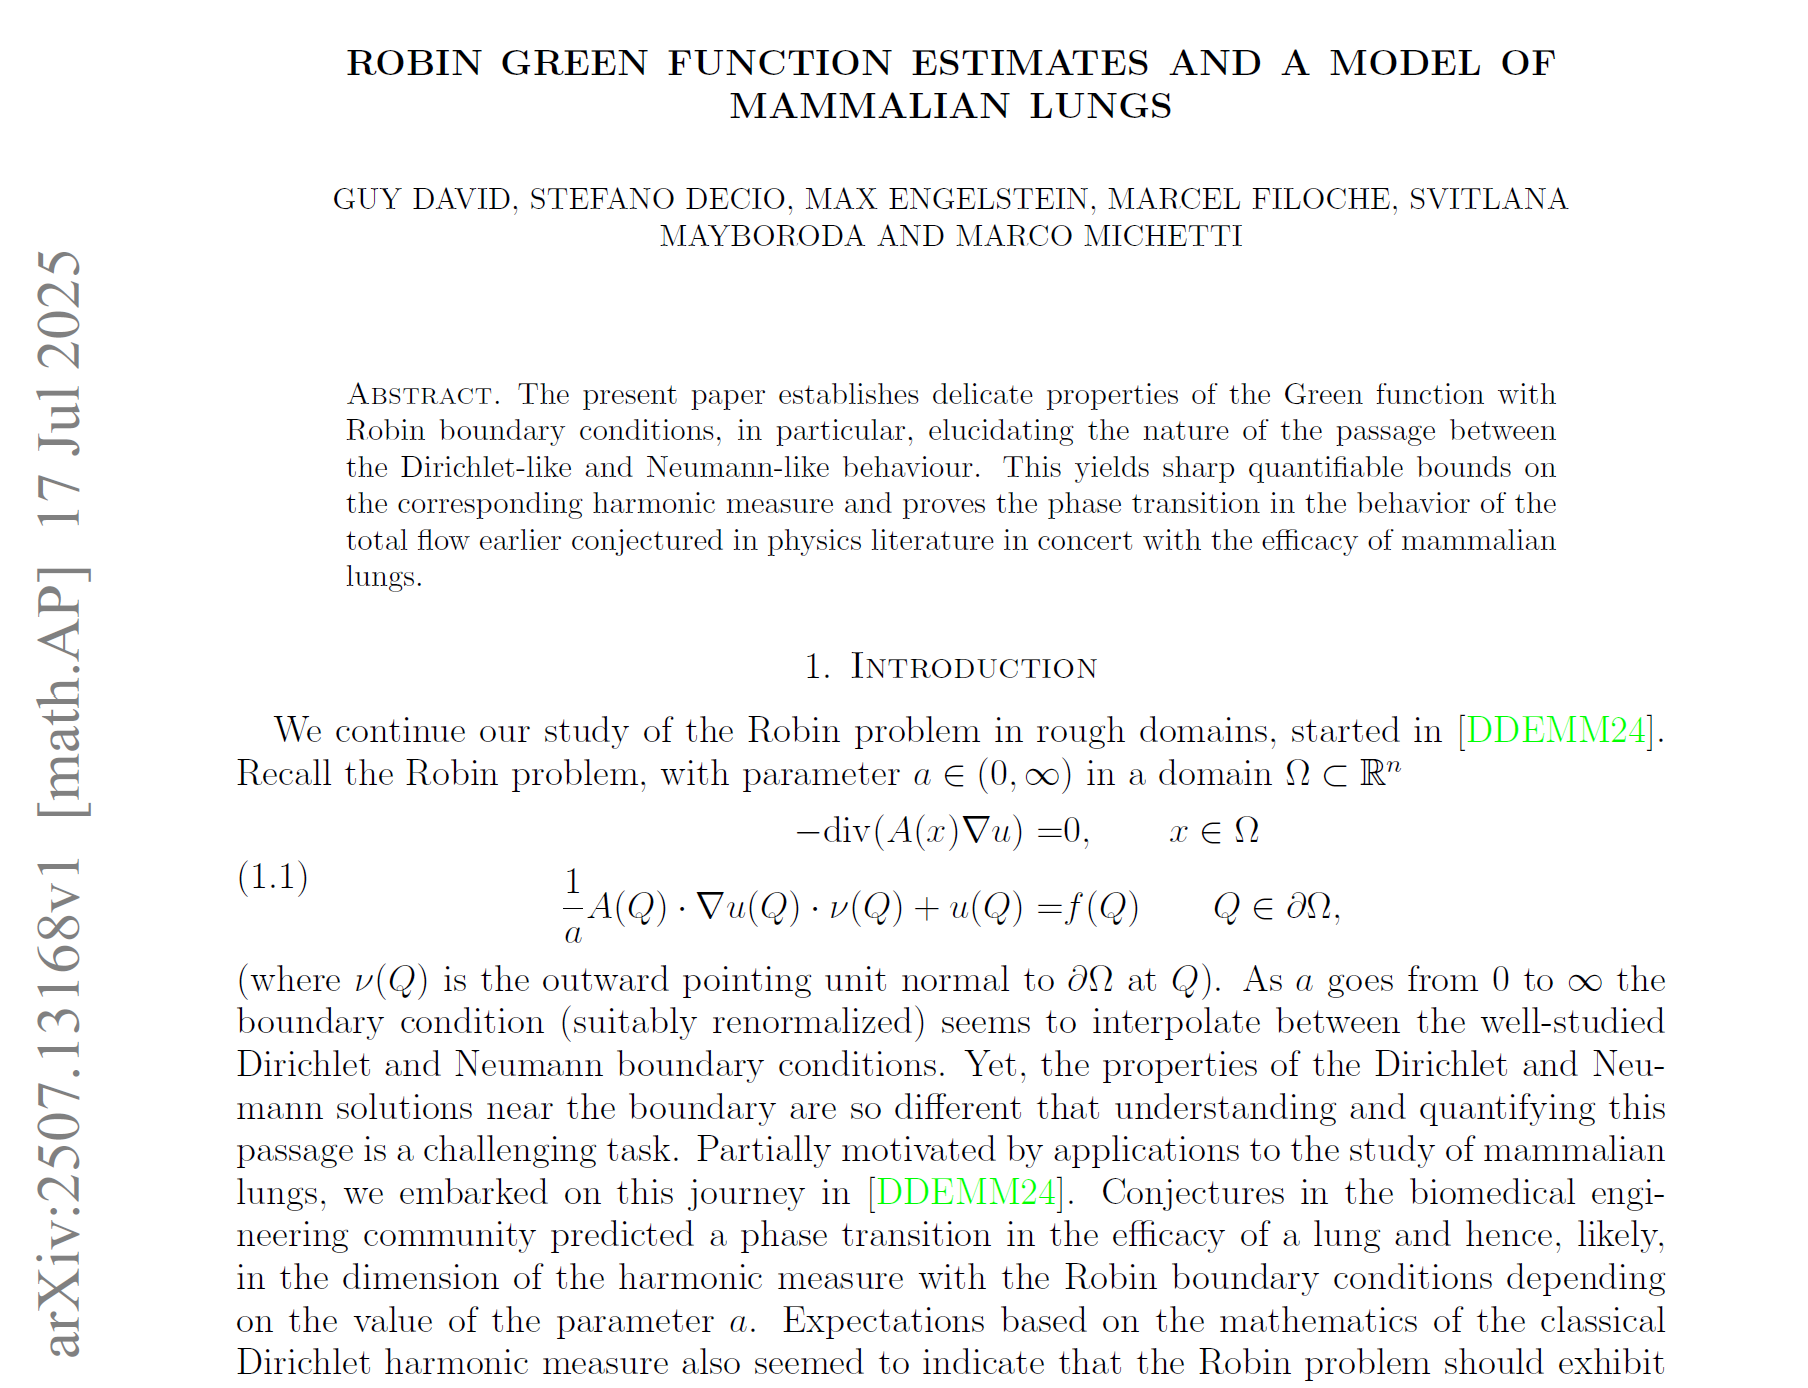 ROBIN GREEN FUNCTION ESTIMATES AND A MODEL OF
MAMMALIAN LUNGS
GUY DAVID, STEFANO DECIO, MAX ENGELSTEIN, MARCEL FILOCHE, SVITLANA
MAYBORODA AND MARCO MICHETTI
ABSTRACT. The present paper establishes delicate properties of the Green function with
Robin boundary conditions, in particular, elucidating the nature of the passage between
the Dirichlet-like and Neumann-like behaviour. This yields sharp quantifiable bounds on
the corresponding harmonic measure and proves the phase transition in the behavior of the
total flow earlier conjectured in physics literature in concert with the efficacy of mammalian
lungs.
1. INTRODUCTION
We continue our study of the Robin problem in rough domains, started in [DDEMM24].
Recall the Robin problem, with parameter a ∈ (0, ∞) in a domain Ω ⊂ ℝⁿ
−div(A(x)∇u) =0, x ∈ Ω
(1.1)
1/a A(Q) · ∇u(Q) · ν(Q) + u(Q) =f(Q) Q ∈ ∂Ω,
(where ν(Q) is the outward pointing unit normal to ∂Ω at Q). As a goes from 0 to ∞ the
boundary condition (suitably renormalized) seems to interpolate between the well-studied
Dirichlet and Neumann boundary conditions. Yet, the properties of the Dirichlet and Neu-
mann solutions near the boundary are so different that understanding and quantifying this
passage is a challenging task. Partially motivated by applications to the study of mammalian
lungs, we embarked on this journey in [DDEMM24]. Conjectures in the biomedical engi-
neering community predicted a phase transition in the efficacy of a lung and hence, likely,
in the dimension of the harmonic measure with the Robin boundary conditions depending
on the value of the parameter a. Expectations based on the mathematics of the classical
Dirichlet harmonic measure also seemed to indicate that the Robin problem should exhibit
arXiv:2507.13168v1 [math.AP] 17 Jul 2025